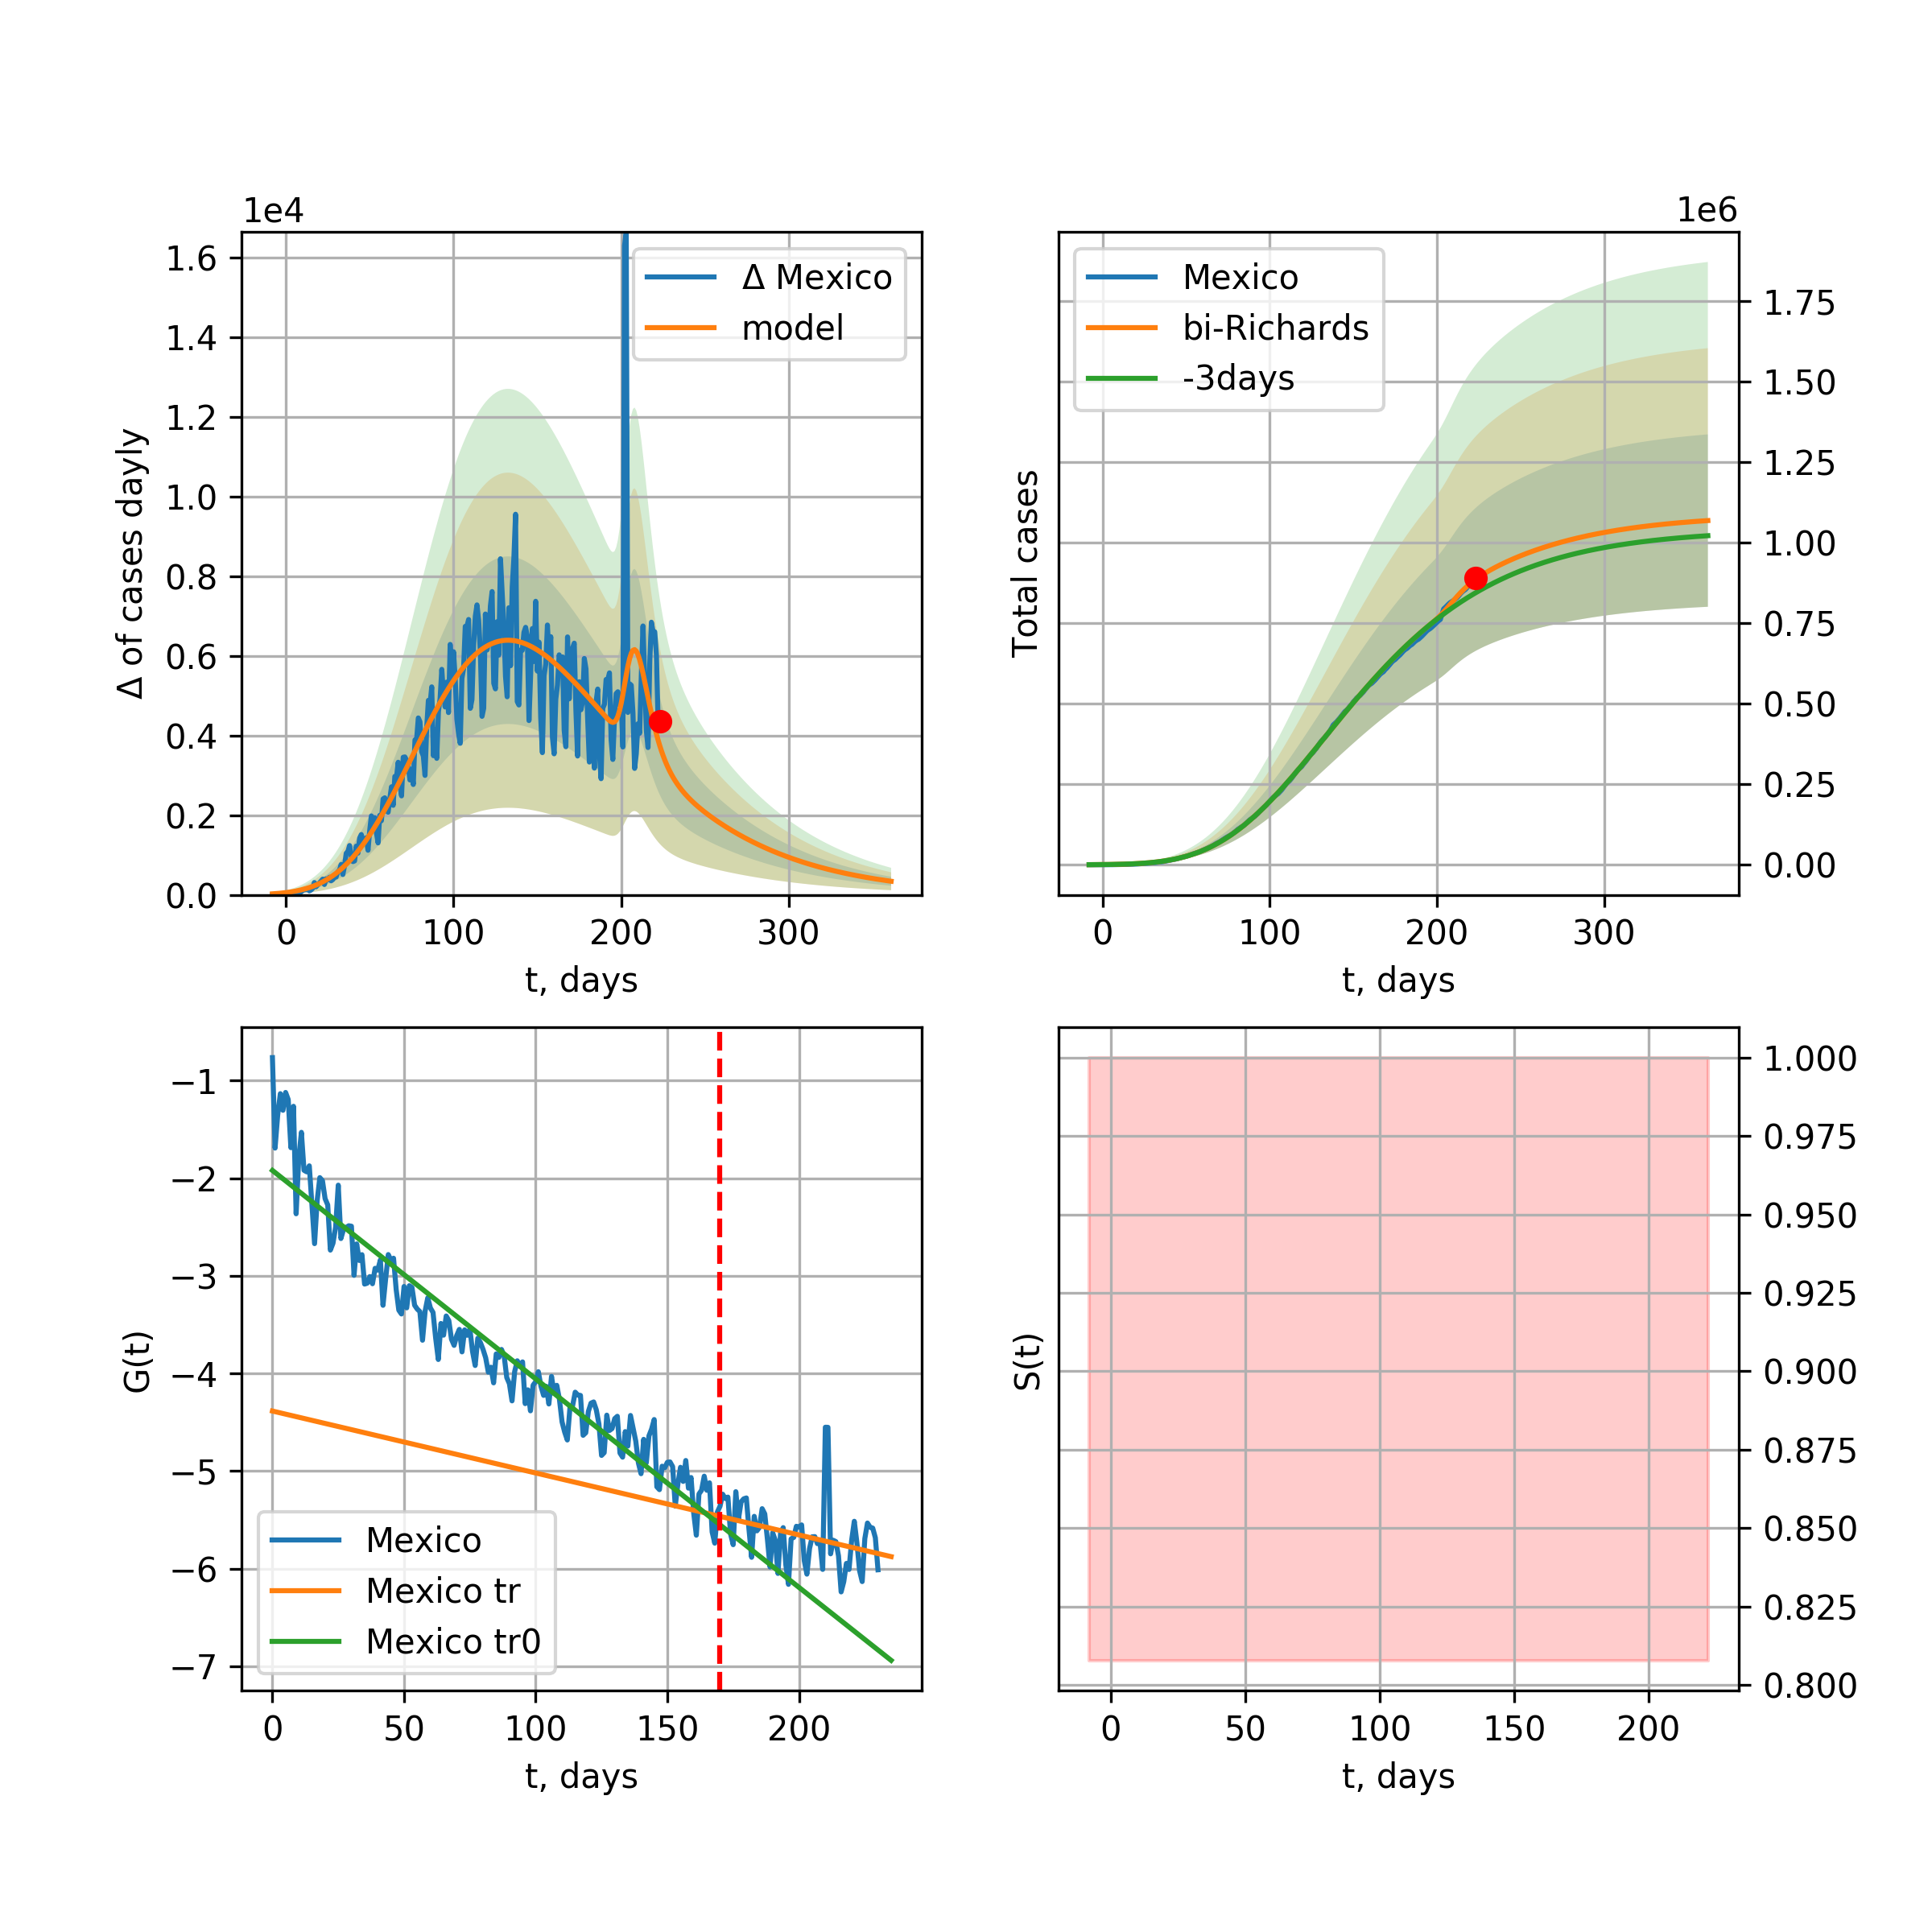 1e4
1.6
1.4
1.2
1.0
0.8
0.6
0.4
0.2
0.0
Δ of cases dayly
Δ Mexico
model
0 100 200 300
t, days
1e6
Mexico
bi-Richards
-3days
Total cases
1.75
1.50
1.25
1.00
0.75
0.50
0.25
0.00
0 100 200 300
t, days
−1
−2
−3
−4
−5
−6
−7
G(t)
Mexico
Mexico tr
Mexico tr0
0 50 100 150 200
t, days
S(t)
1.000
0.975
0.950
0.925
0.900
0.875
0.850
0.825
0.800
0 50 100 150 200
t, days